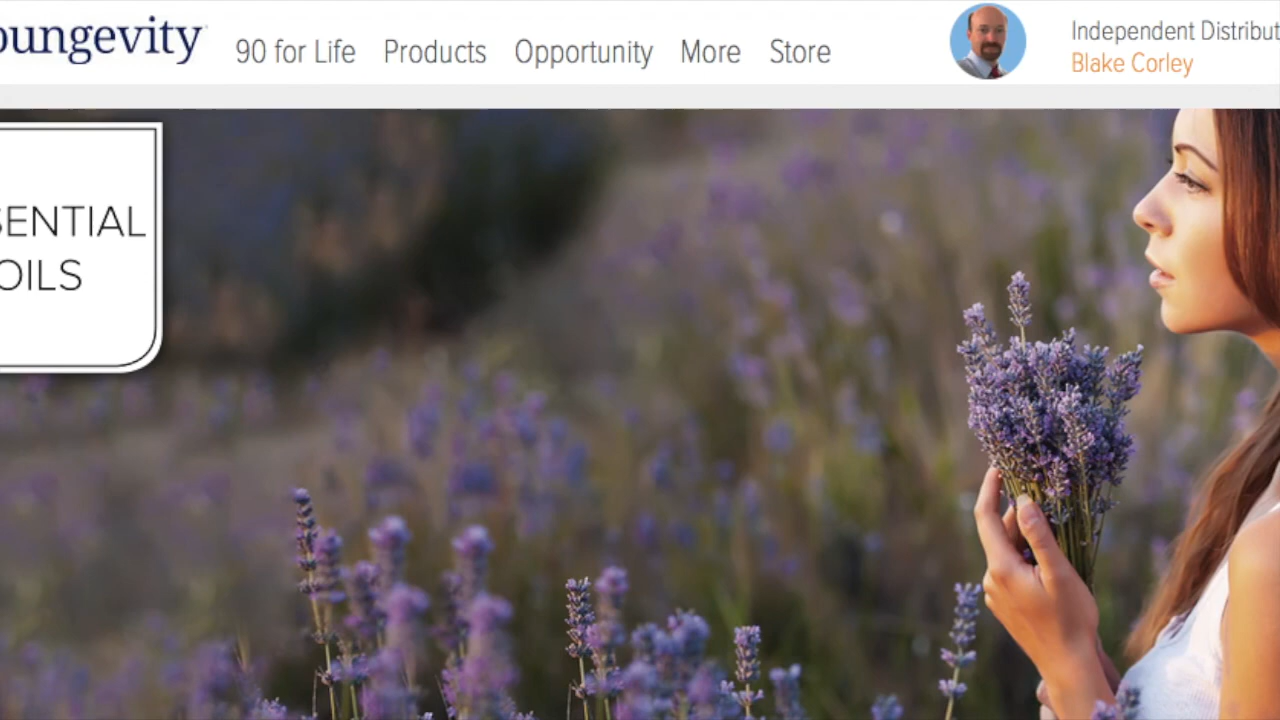 oungevity
90 for Life Products Opportunity More Store
Independent Distribut
Blake Corley
SENTIAL
OILS